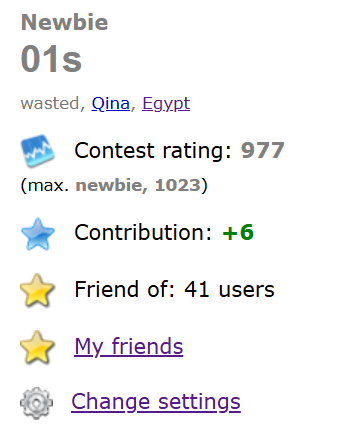 Newbie
01s
wasted, Qina, Egypt
Contest rating: 977
(max. newbie, 1023)
Contribution: +6
Friend of: 41 users
My friends
Change settings